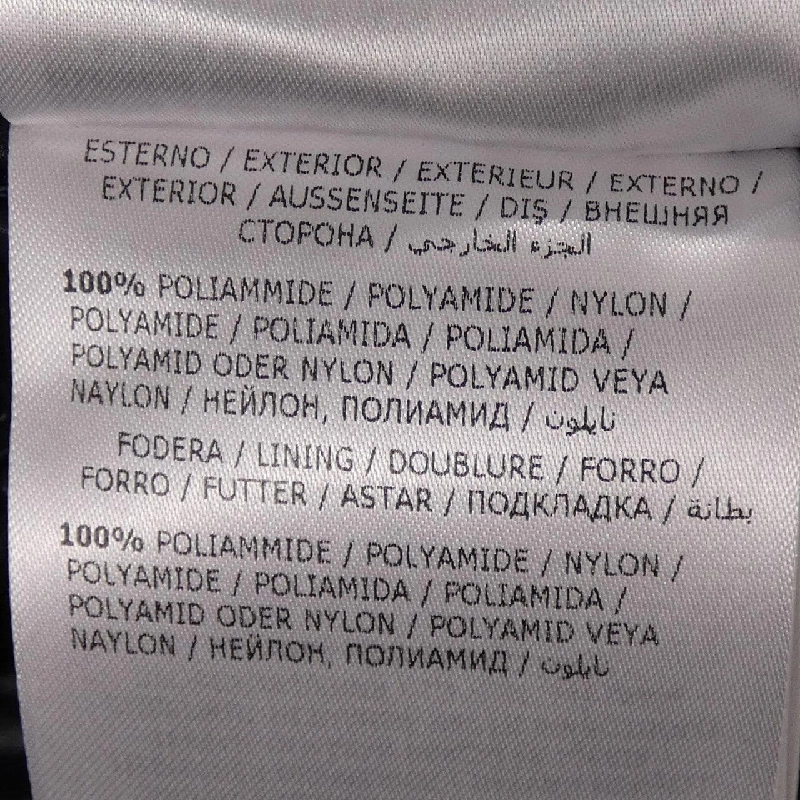 ESTERNO / EXTERIOR / EXTERIEUR / EXTERNO /
EXTERIOR / AUSSENSEITE / DIŞ / ВНЕШНЯЯ
СТОРОНА / الجزء الخارجي
100% POLIAMMIDE / POLYAMIDE / NYLON /
POLYAMIDE / POLIAMIDA / POLIAMIDA /
POLYAMID ODER NYLON / POLYAMID VEYA
NAYLON / НЕЙЛОН, ПОЛИАМИД / نايلون
FODERA / LINING / DOUBLURE / FORRO /
FORRO / FUTTER / ASTAR / ПОДКЛАДКА / بطانة
100% POLIAMMIDE / POLYAMIDE / NYLON /
POLYAMIDE / POLIAMIDA / POLIAMIDA /
POLYAMID ODER NYLON / POLYAMID VEYA
NAYLON / НЕЙЛОН, ПОЛИАМИД / نايلون